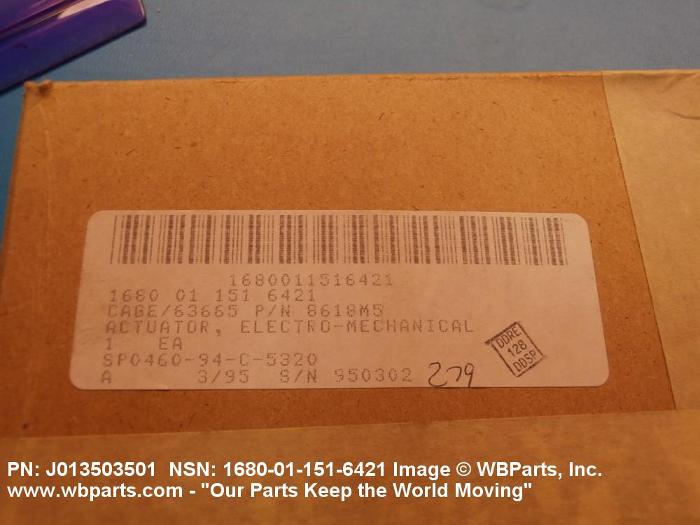 1680011516421
1680 01 151 6421
CAGE/63665 P/N 8618M5
ACTUATOR, ELECTRO-MECHANICAL
1 EA
SP0460-94-C-5320
A 3/95 S/N 950302 279
DDRE
128
DDSP
PN: J013503501 NSN: 1680-01-151-6421 Image © WBParts, Inc.
www.wbparts.com - "Our Parts Keep the World Moving"